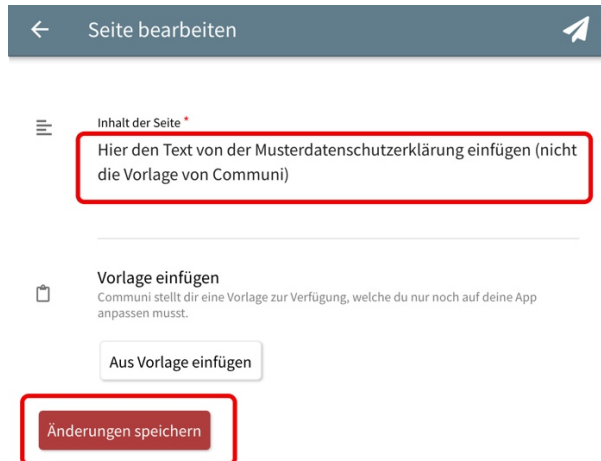 Seite bearbeiten
Inhalt der Seite *
Hier den Text von der Musterdatenschutzerklärung einfügen (nicht
die Vorlage von Communi)
Vorlage einfügen
Communi stellt dir eine Vorlage zur Verfügung, welche du nur noch auf deine App
anpassen musst.
Aus Vorlage einfügen
Änderungen speichern